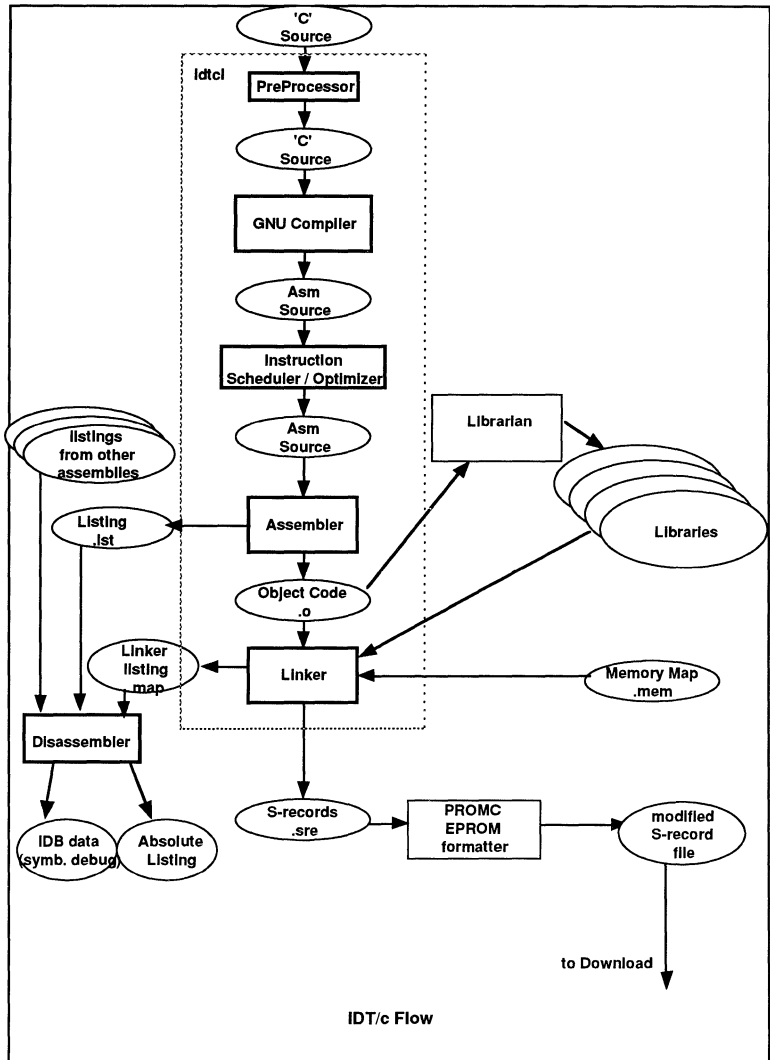 'C'
Source
idtcl
PreProcessor
'C'
Source
GNU Compiler
Asm
Source
Instruction
Scheduler / Optimizer
Librarian
listings
from other
assemblies
Asm
Source
Listing
.lst
Assembler
Libraries
Object Code
.o
Linker
listing
map
Linker
Memory Map
.mem
Disassembler
S-records
.sre
PROMC
EPROM
formatter
modified
S-record
file
IDB data
(symb. debug)
Absolute
Listing
to Download
IDT/c Flow